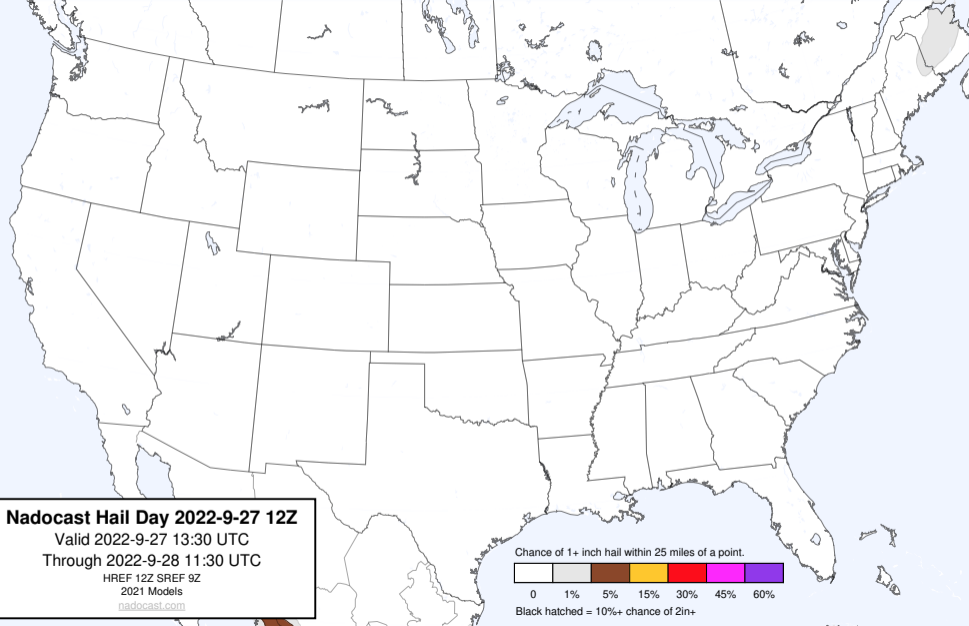 Nadocast Hail Day 2022-9-27 12Z
Valid 2022-9-27 13:30 UTC
Through 2022-9-28 11:30 UTC
HREF 12Z SREF 9Z
2021 Models
nadocast.com
Chance of 1+ inch hail within 25 miles of a point.
0 1% 5% 15% 30% 45% 60%
Black hatched = 10%+ chance of 2in+